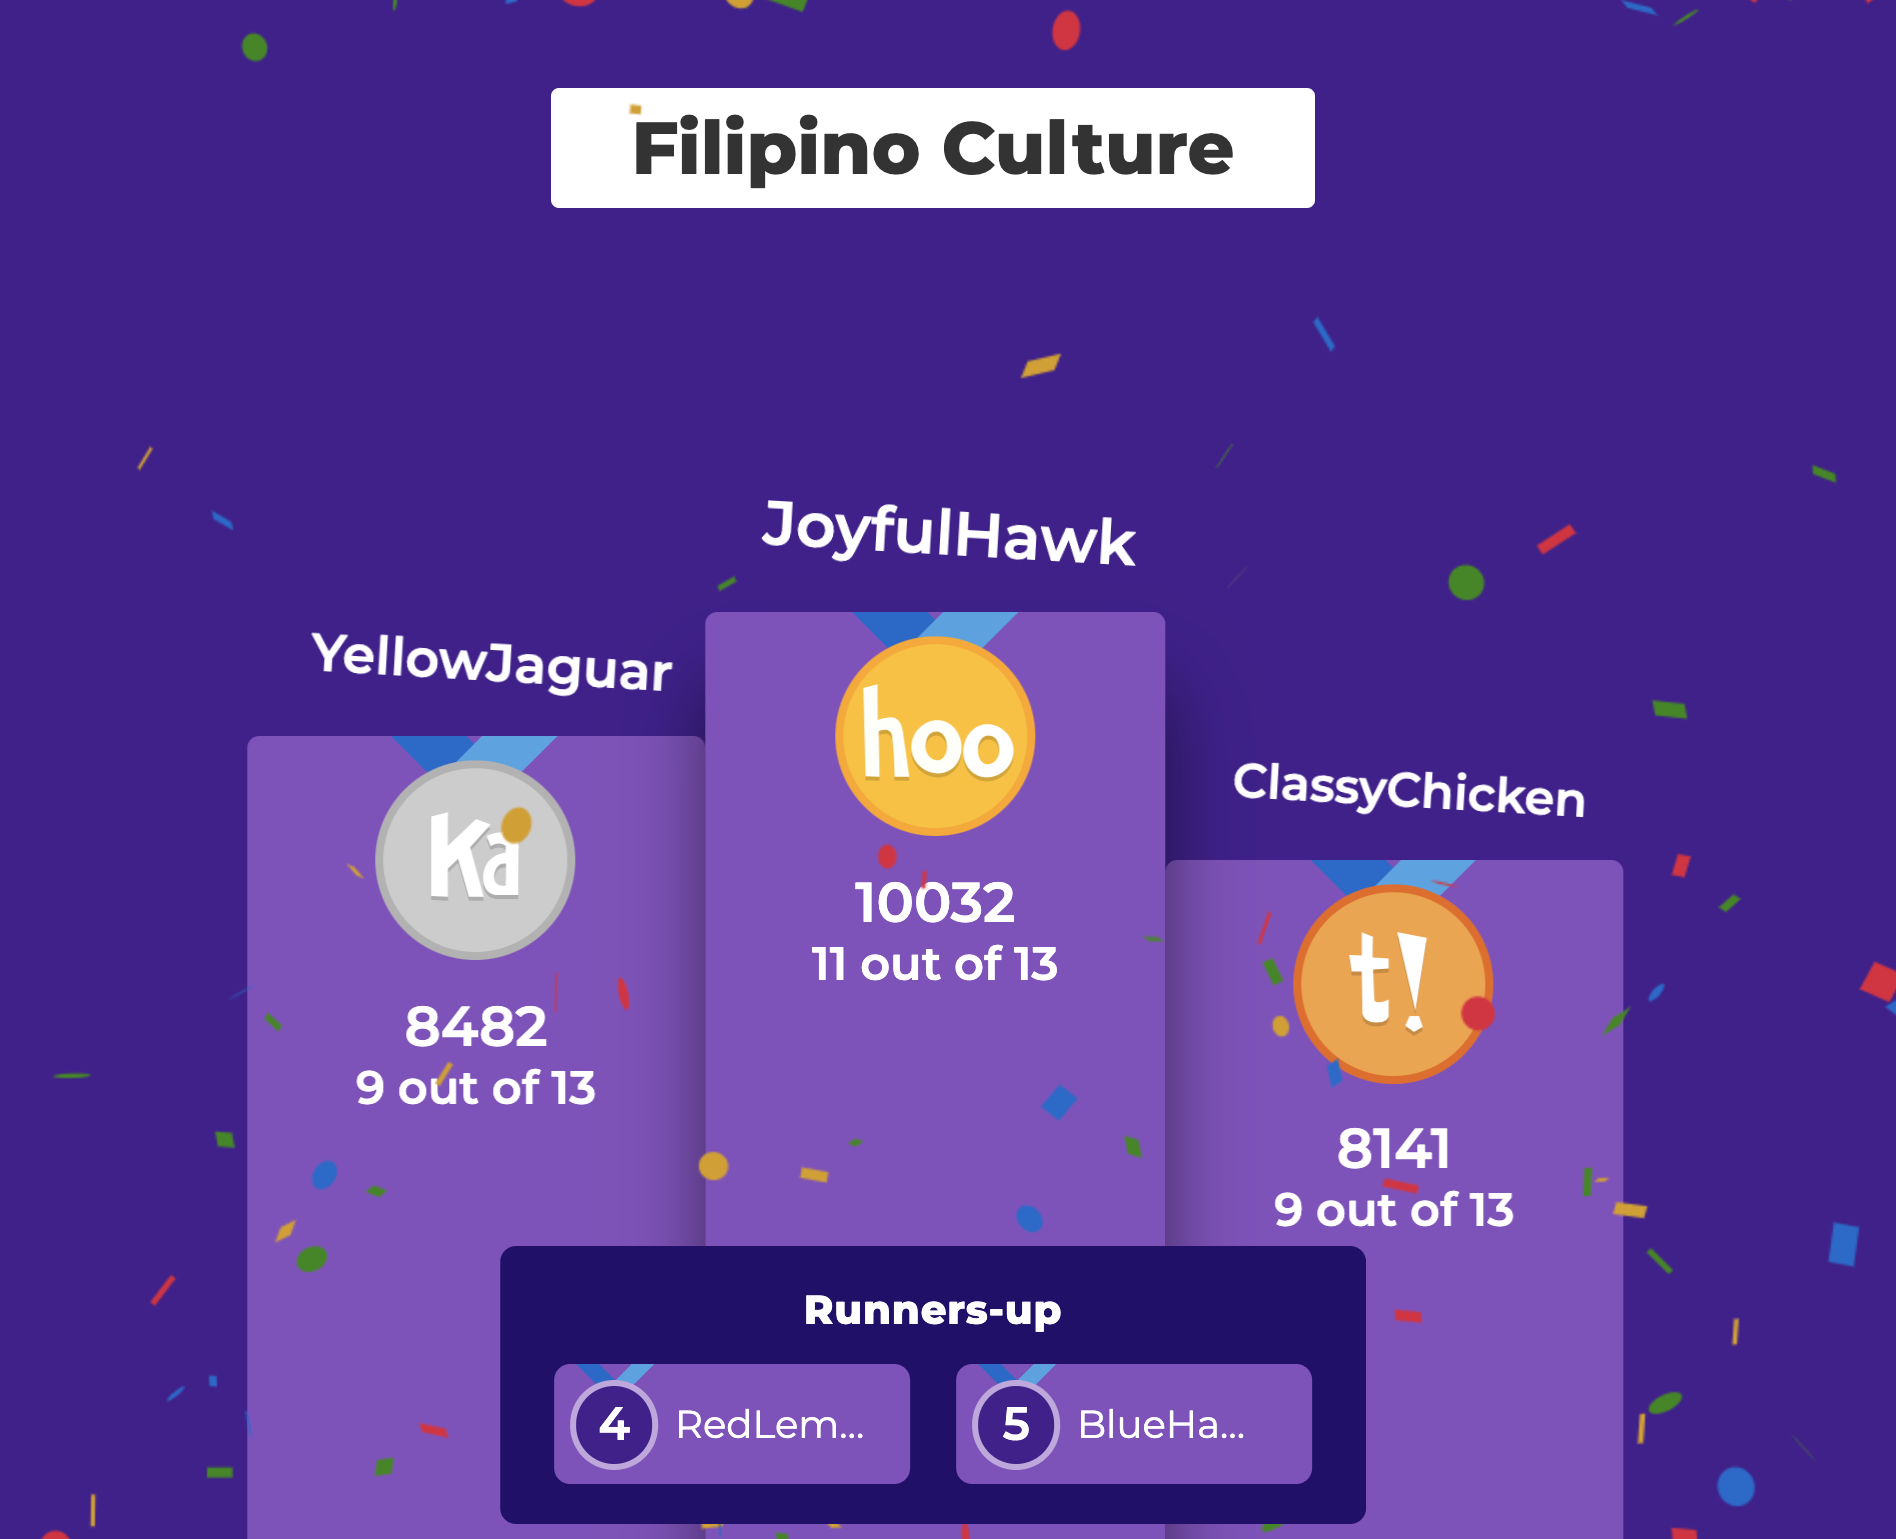 Filipino Culture
JoyfulHawk
hoo
10032
11 out of 13
YellowJaguar
Ka
8482
9 out of 13
ClassyChicken
t!
8141
9 out of 13
Runners-up
4 RedLem...
5 BlueHa...